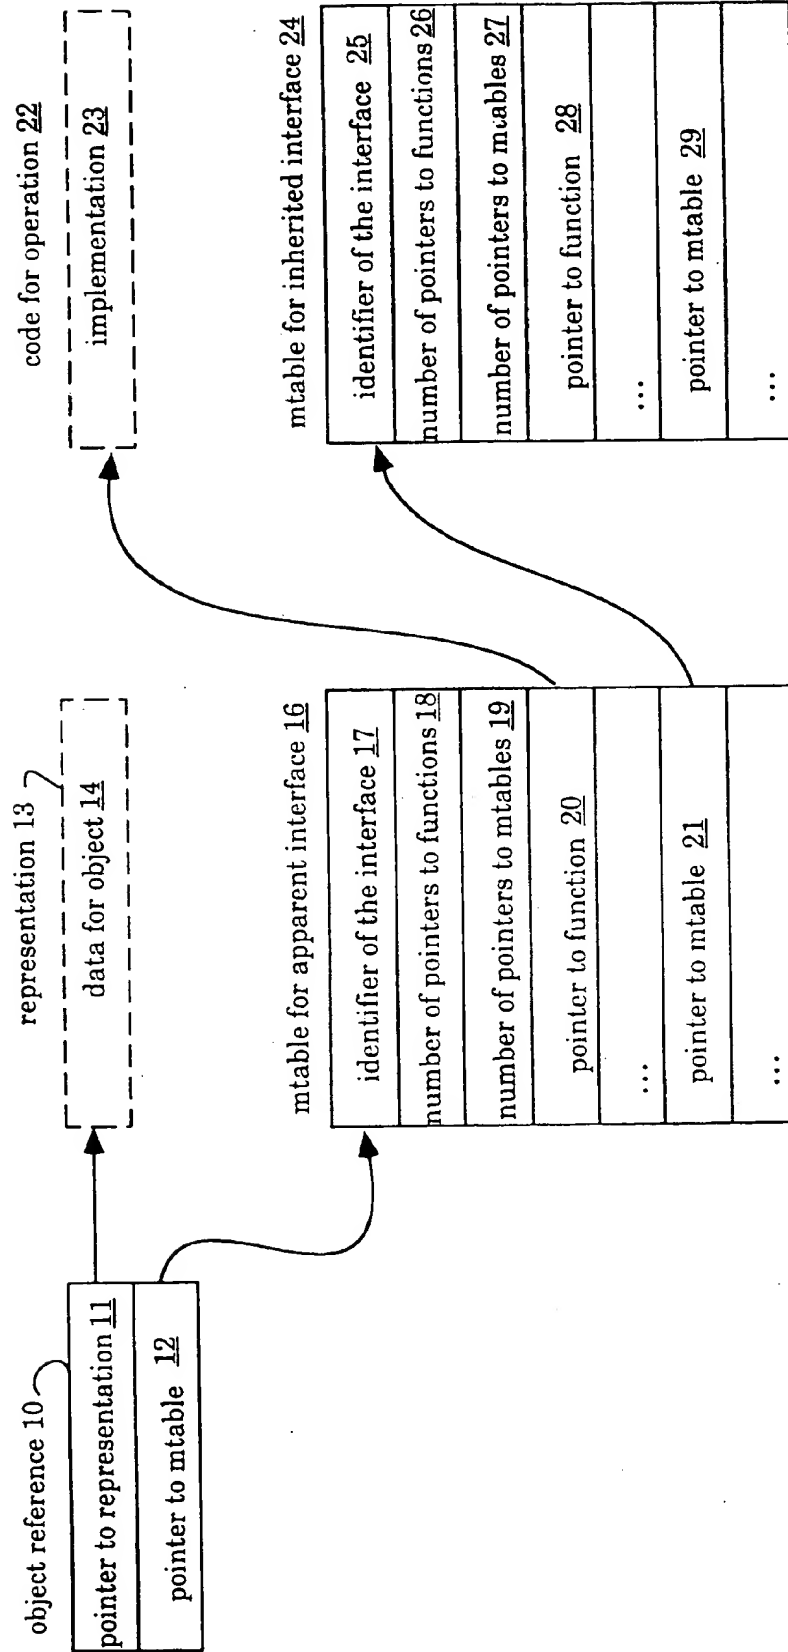 object reference 10
pointer to representation 11
pointer to mtable 12
representation 13
data for object 14
mtable for apparent interface 16
identifier of the interface 17
number of pointers to functions 18
number of pointers to mtables 19
pointer to function 20
...
pointer to mtable 21
...
code for operation 22
implementation 23
mtable for inherited interface 24
identifier of the interface 25
number of pointers to functions 26
number of pointers to mtables 27
pointer to function 28
...
pointer to mtable 29
...